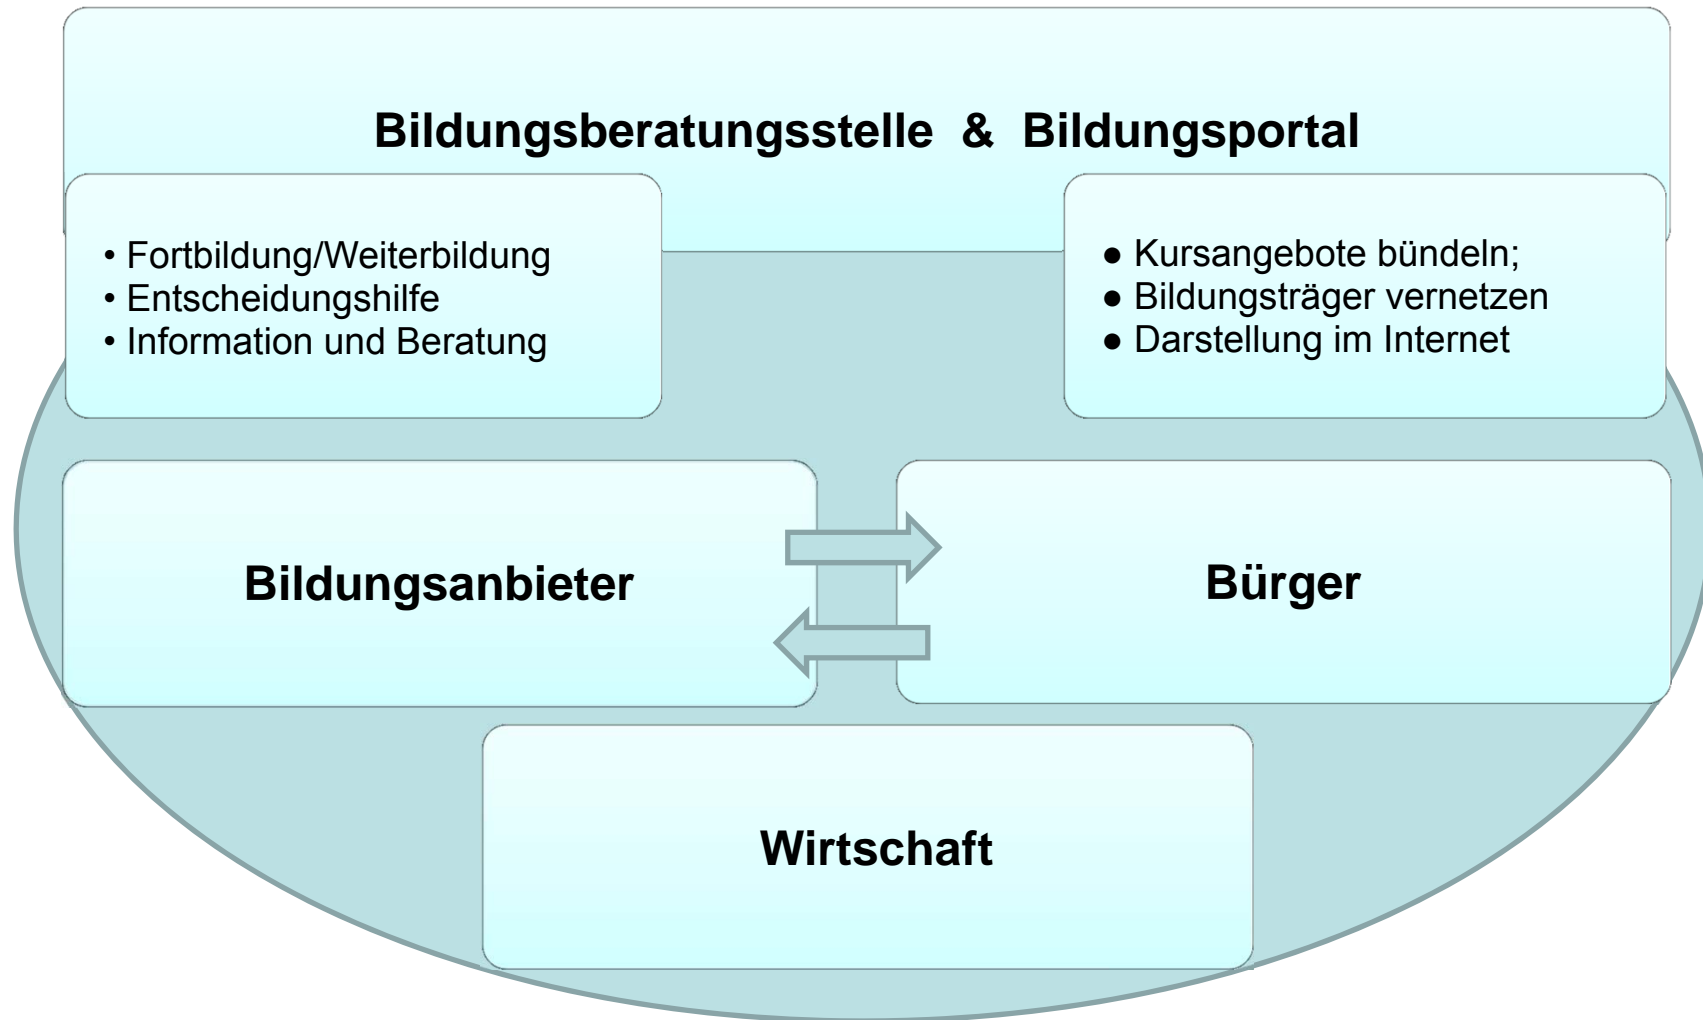 Bildungsberatungsstelle & Bildungsportal
• Fortbildung/Weiterbildung
• Entscheidungshilfe
• Information und Beratung
● Kursangebote bündeln;
● Bildungsträger vernetzen
● Darstellung im Internet
Bildungsanbieter
Bürger
Wirtschaft